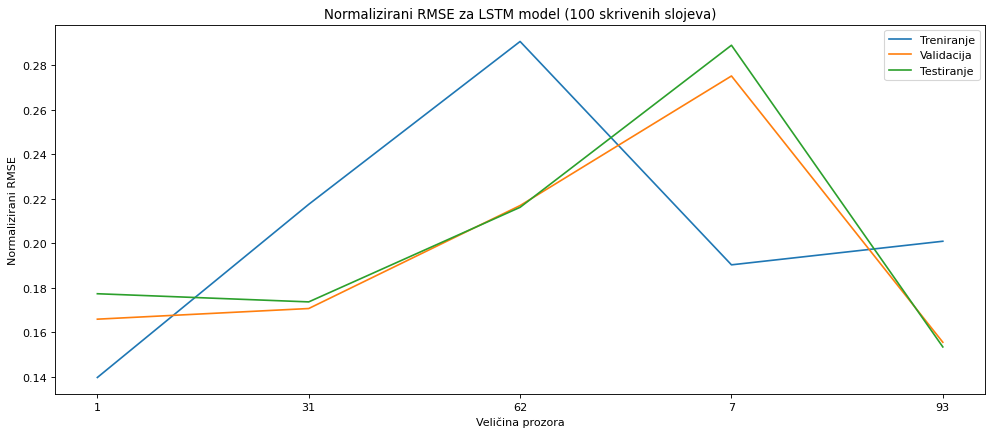 Normalizirani RMSE za LSTM model (100 skrivenih slojeva)
Treniranje
Validacija
Testiranje
Normalizirani RMSE
0.28
0.26
0.24
0.22
0.20
0.18
0.16
0.14
1 31 62 7 93
Veličina prozora